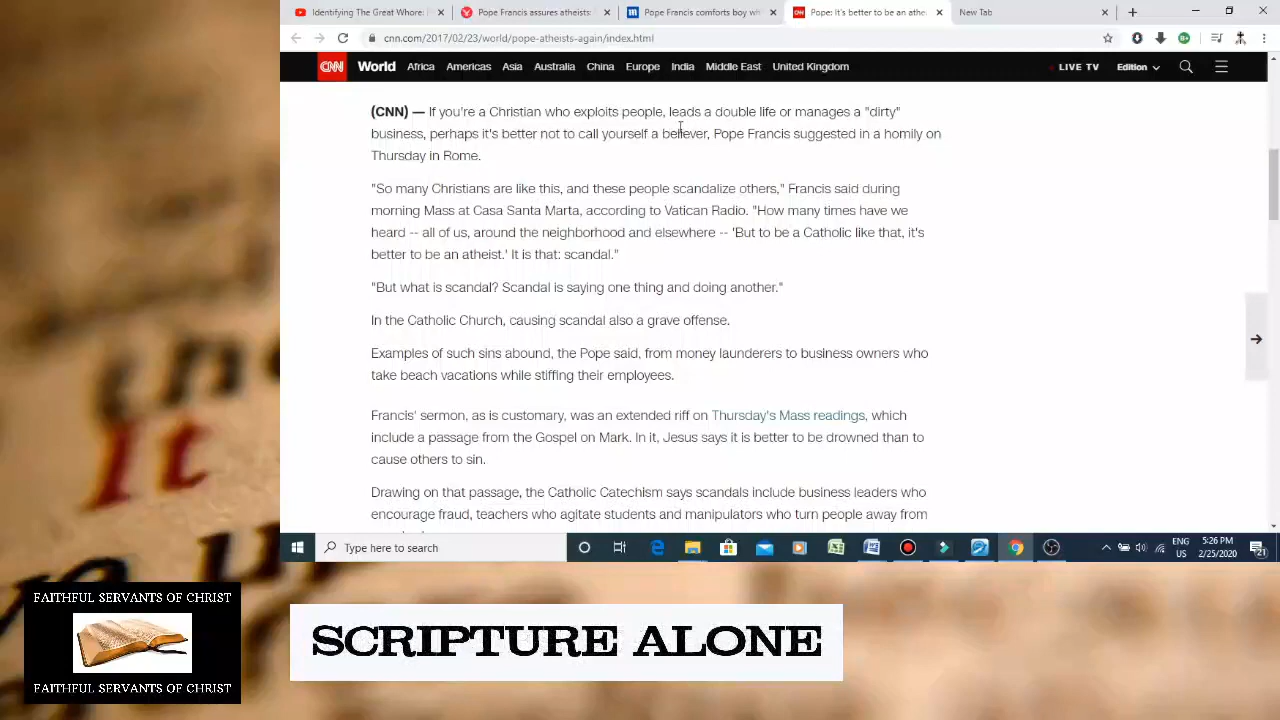 Identifying The Great Whore:
Pope Francis assures atheists:
Pope Francis comforts boy wh
Pope: It's better to be an athe
New Tab
cnn.com/2017/02/23/world/pope-atheists-again/index.html
CNN World Africa Americas Asia Australia China Europe India Middle East United Kingdom LIVE TV Edition
(CNN) — If you're a Christian who exploits people, leads a double life or manages a "dirty"
business, perhaps it's better not to call yourself a believer, Pope Francis suggested in a homily on
Thursday in Rome.
"So many Christians are like this, and these people scandalize others," Francis said during
morning Mass at Casa Santa Marta, according to Vatican Radio. "How many times have we
heard -- all of us, around the neighborhood and elsewhere -- 'But to be a Catholic like that, it's
better to be an atheist.' It is that: scandal."
"But what is scandal? Scandal is saying one thing and doing another."
In the Catholic Church, causing scandal also a grave offense.
Examples of such sins abound, the Pope said, from money launderers to business owners who
take beach vacations while stiffing their employees.
Francis' sermon, as is customary, was an extended riff on Thursday's Mass readings, which
include a passage from the Gospel on Mark. In it, Jesus says it is better to be drowned than to
cause others to sin.
Drawing on that passage, the Catholic Catechism says scandals include business leaders who
encourage fraud, teachers who agitate students and manipulators who turn people away from
Type here to search
ENG
US
5:26 PM
2/25/2020
21
the
It
FAITHFUL SERVANTS OF CHRIST
FAITHFUL SERVANTS OF CHRIST
SCRIPTURE ALONE